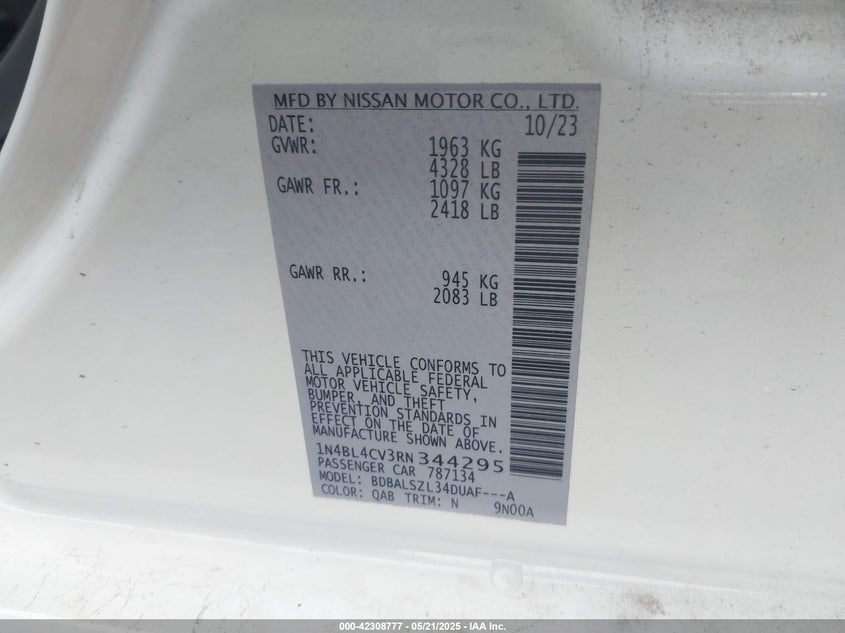 MFD BY NISSAN MOTOR CO., LTD.
DATE: 10/23
GVWR: 1963 KG
4328 LB
GAWR FR.: 1097 KG
2418 LB
GAWR RR.: 945 KG
2083 LB
THIS VEHICLE CONFORMS TO
ALL APPLICABLE FEDERAL
MOTOR VEHICLE SAFETY,
BUMPER, AND THEFT
PREVENTION STANDARDS IN
EFFECT ON THE DATE OF
MANUFACTURE SHOWN ABOVE.
1N4BL4CV3RN344295
PASSENGER CAR 787134
MODEL: BDBALSZL34DUAF---A
COLOR: QAB TRIM: N 9N00A
000-42308777 - 05/21/2025 - IAA Inc.